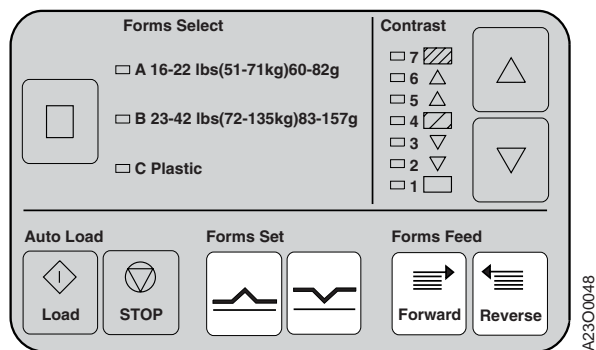 Forms Select
A 16-22 lbs(51-71kg)60-82g
B 23-42 lbs(72-135kg)83-157g
C Plastic
Contrast
7
6
5
4
3
2
1
Auto Load
Load
STOP
Forms Set
Forms Feed
Forward
Reverse
A23O0048